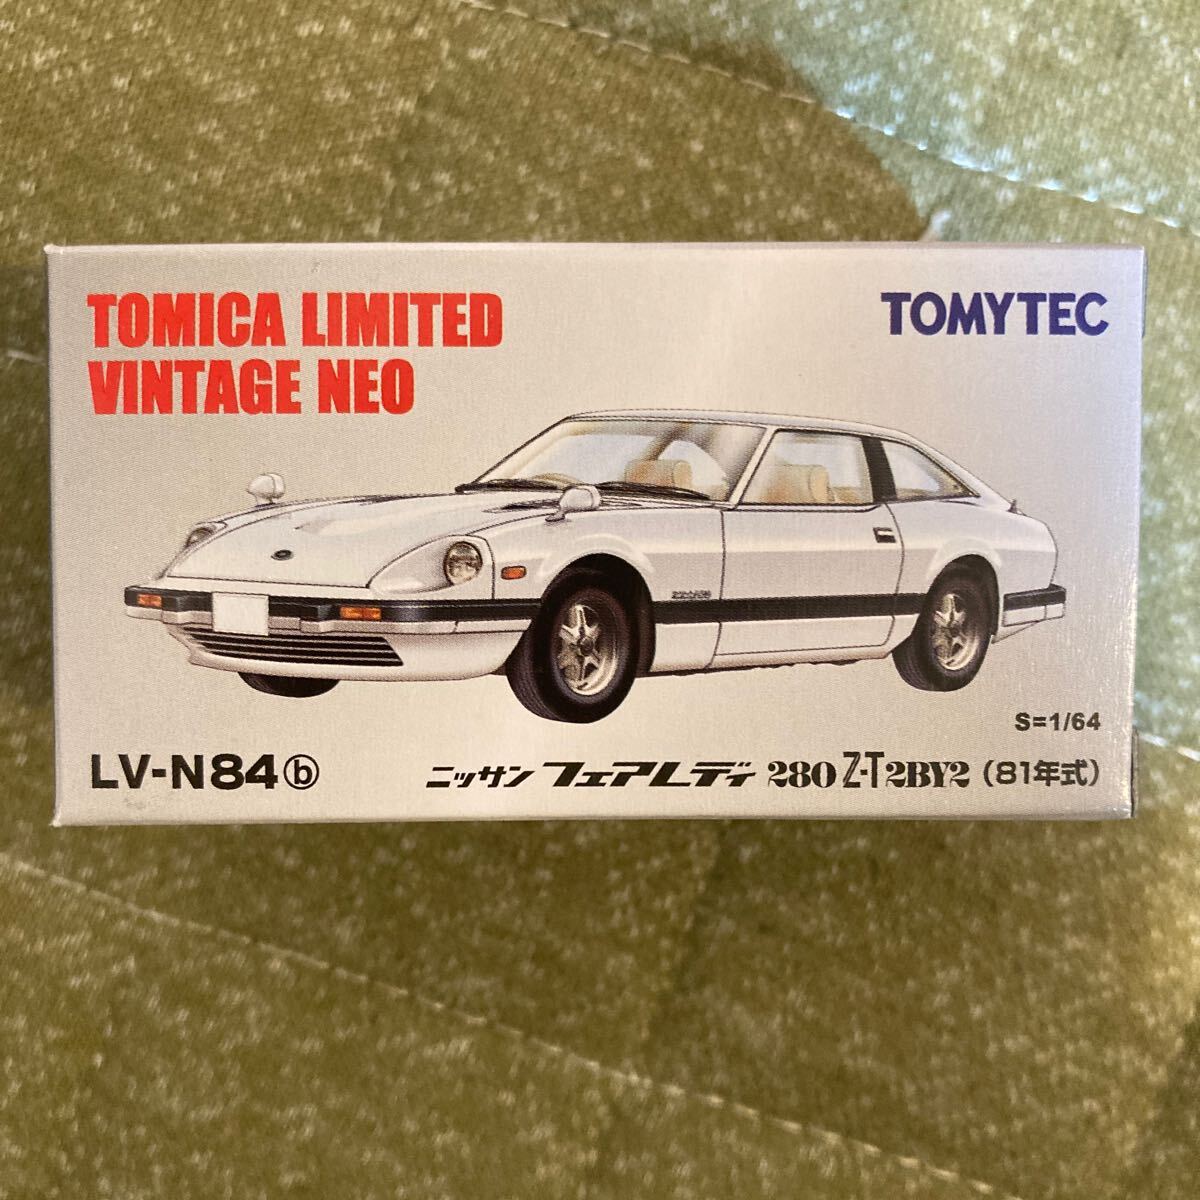 TOMICA LIMITED
VINTAGE NEO
TOMYTEC
S=1/64
LV-N84ⓑ
ニッサン フェアレディ 280 Z-T 2BY2 (81年式)